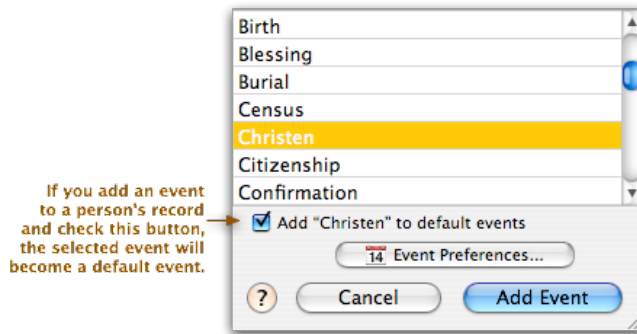 Birth
Blessing
Burial
Census
Christen
Citizenship
Confirmation
If you add an event
to a person's record
and check this button,
the selected event will
become a default event.
Add "Christen" to default events
14 Event Preferences...
? Cancel Add Event